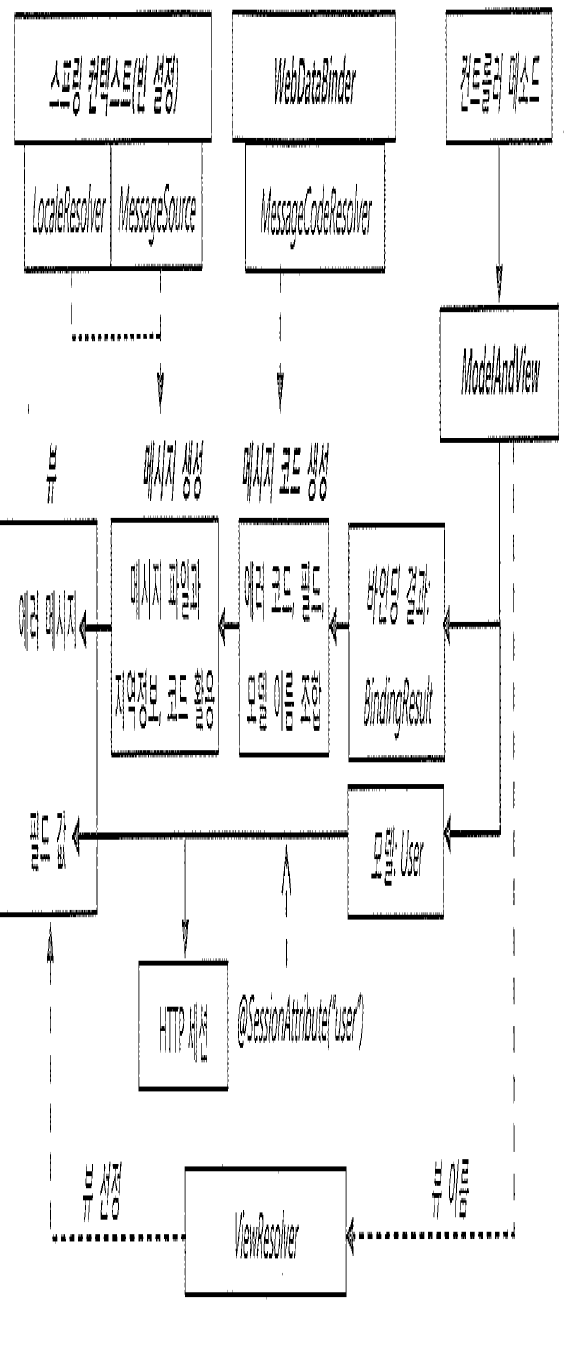 스프링 컨텍스트(빈 설정)
WebDataBinder
컨트롤러 메소드
LocaleResolver
MessageSource
MessageCodeResolver
ModelAndView
뷰
메시지 생성
메시지 코드 생성
에러 메시지
메시지 파일과
지역정보, 코드 활용
에러 코드, 필드,
모델 이름 조합
바인딩 결과:
BindingResult
필드 값
모델: User
HTTP 세션
@SessionAttribute("user")
뷰 선정
뷰 이름
ViewResolver